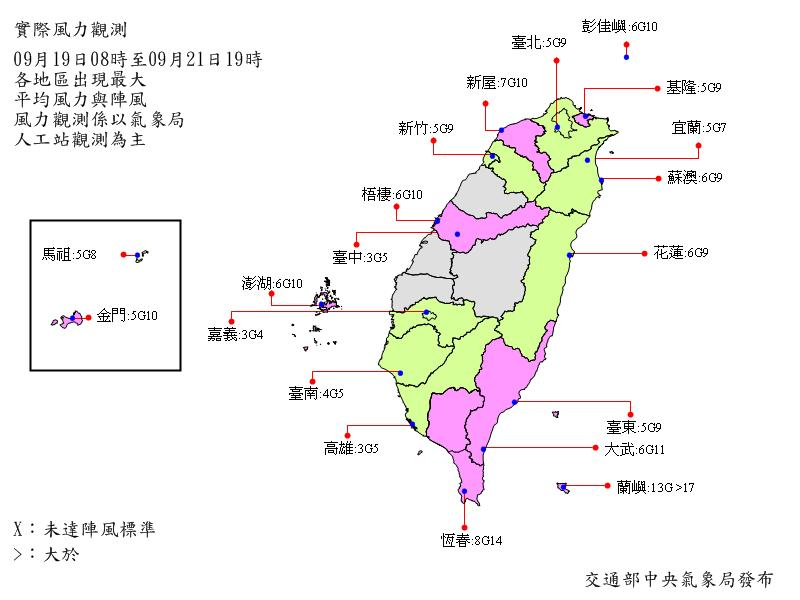 實際風力觀測
09月19日08時至09月21日19時
各地區出現最大
平均風力與陣風
風力觀測係以氣象局
人工站觀測為主
彭佳嶼:6G10
臺北:5G9
新屋:7G10
基隆:5G9
新竹:5G9
宜蘭:5G7
蘇澳:6G9
梧棲:6G10
臺中:3G5
花蓮:6G9
馬祖:5G8
金門:5G10
澎湖:6G10
嘉義:3G4
臺南:4G5
高雄:3G5
臺東:5G9
大武:6G11
蘭嶼:13G>17
恆春:8G14
X：未達陣風標準
>：大於
交通部中央氣象局發布